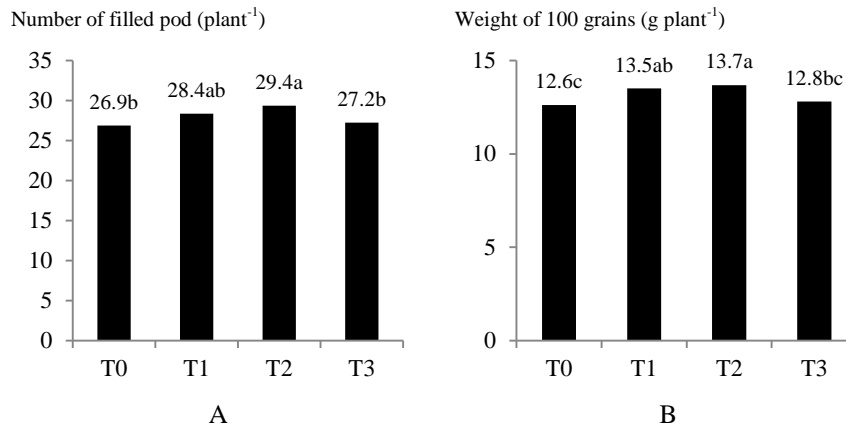 Number of filled pod (plant⁻¹)
35
30
25
20
15
10
5
0
26.9b
28.4ab
29.4a
27.2b
T0 T1 T2 T3
A
Weight of 100 grains (g plant⁻¹)
15
10
5
0
12.6c
13.5ab
13.7a
12.8bc
T0 T1 T2 T3
B